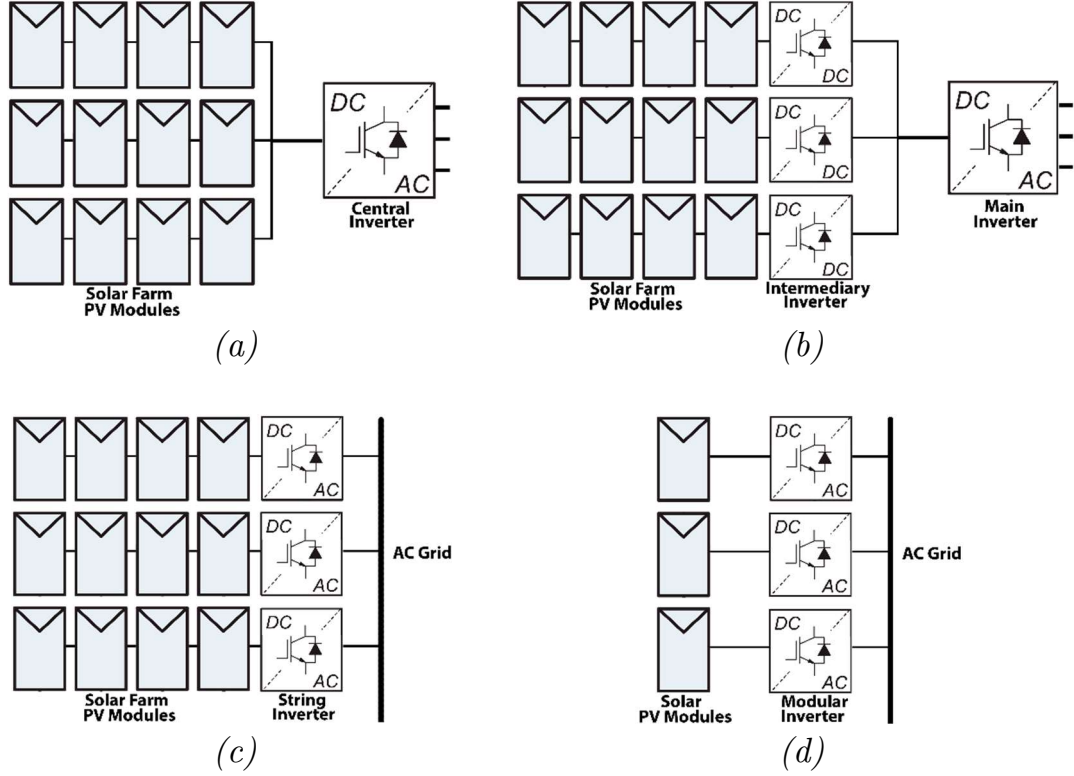 DC
AC
Central
Inverter
Solar Farm
PV Modules
(a)
DC
DC
DC
DC
DC
DC
DC
AC
Main
Inverter
Solar Farm
PV Modules
Intermediary
Inverter
(b)
DC
AC
DC
AC
DC
AC
AC Grid
Solar Farm
PV Modules
String
Inverter
(c)
DC
AC
DC
AC
DC
AC
AC Grid
Solar
PV Modules
Modular
Inverter
(d)